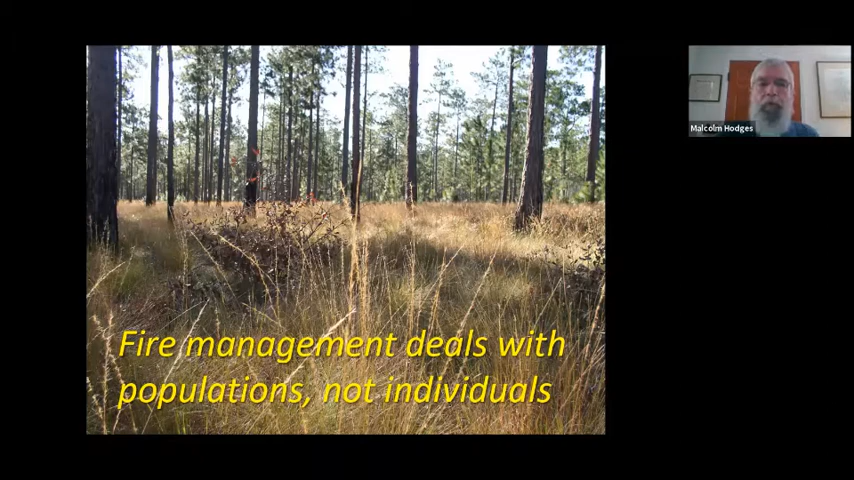 Fire management deals with
populations, not individuals
Malcolm Hodges